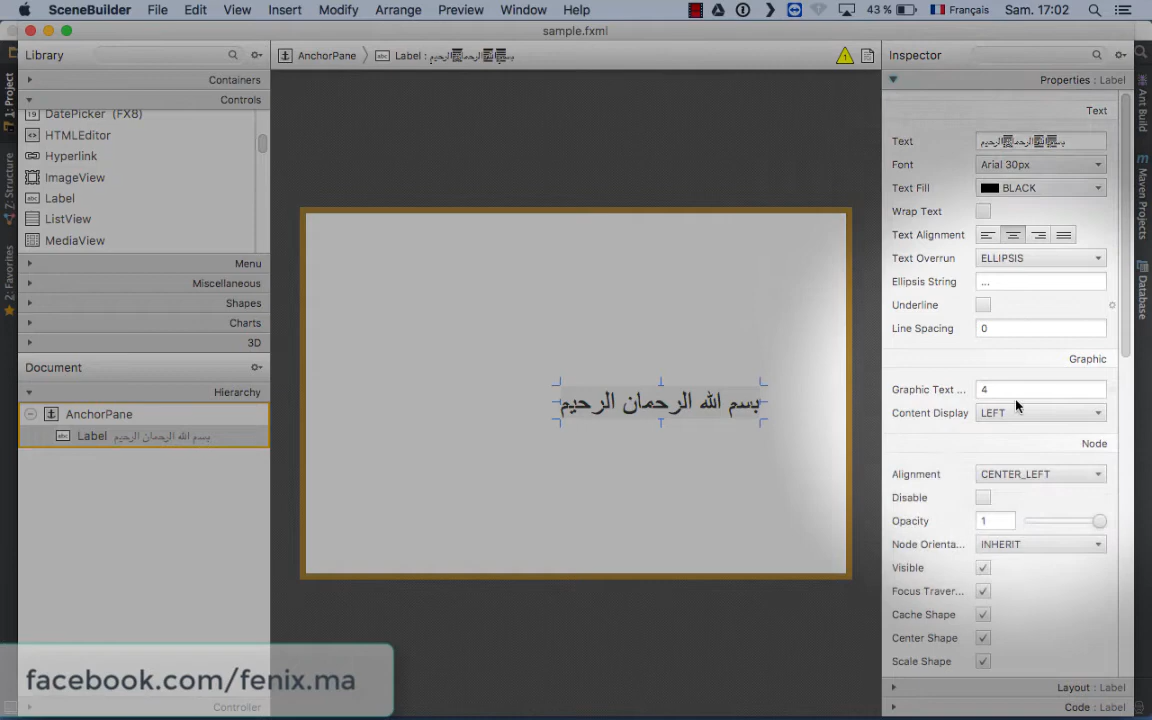 SceneBuilder File Edit View Insert Modify Arrange Preview Window Help 43 % Français Sam. 17:02
sample.fxml
Library
Containers
Controls
DatePicker (FX8)
HTMLEditor
Hyperlink
ImageView
Label
ListView
MediaView
Menu
Miscellaneous
Shapes
Charts
3D
Document
Hierarchy
AnchorPane
Label بسم الله الرحمان الرحيم
Controller
1: Project
7: Structure
2: Favorites
AnchorPane Label :
بسم الله الرحمان الرحيم
Inspector
Properties : Label
Text
Text
Font Arial 30px
Text Fill BLACK
Wrap Text
Text Alignment
Text Overrun ELLIPSIS
Ellipsis String ...
Underline
Line Spacing 0
Graphic
Graphic Text ... 4
Content Display LEFT
Node
Alignment CENTER_LEFT
Disable
Opacity 1
Node Orienta... INHERIT
Visible
Focus Traver...
Cache Shape
Center Shape
Scale Shape
Layout : Label
Code : Label
Ant Build
Maven Projects
Database
facebook.com/fenix.ma